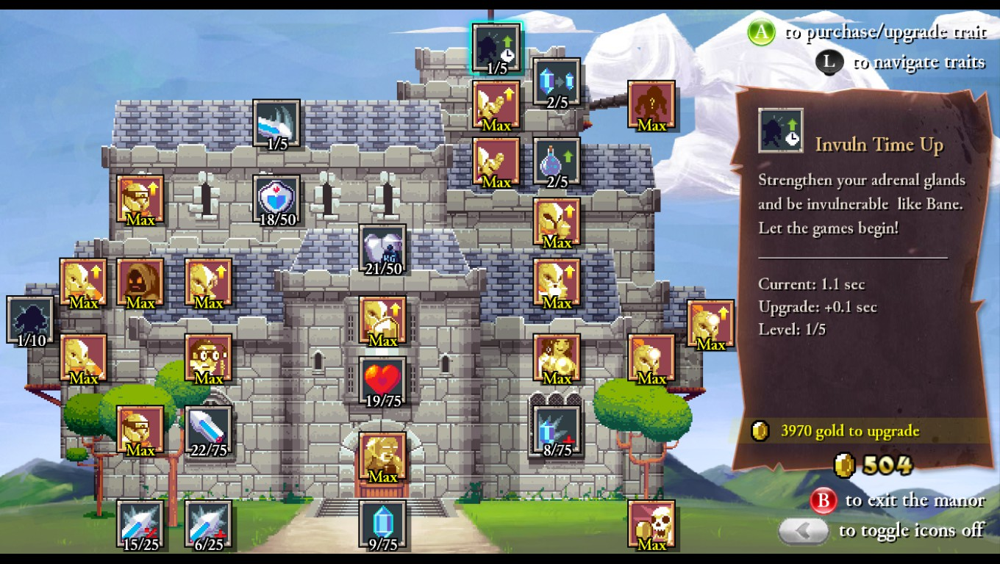 A to purchase/upgrade trait
L to navigate traits
1/5
2/5
Max
Max
1/5
Max
2/5
Max
18/50
Max
KG
21/50
Max
Max
Max
Max
1/10
Max
Max
Max
Max
Max
Max
Max
19/75
Max
22/75
8/75
Max
15/25
6/25
9/75
Max
Invuln Time Up
Strengthen your adrenal glands
and be invulnerable like Bane.
Let the games begin!
Current: 1.1 sec
Upgrade: +0.1 sec
Level: 1/5
3970 gold to upgrade
504
B to exit the manor
to toggle icons off